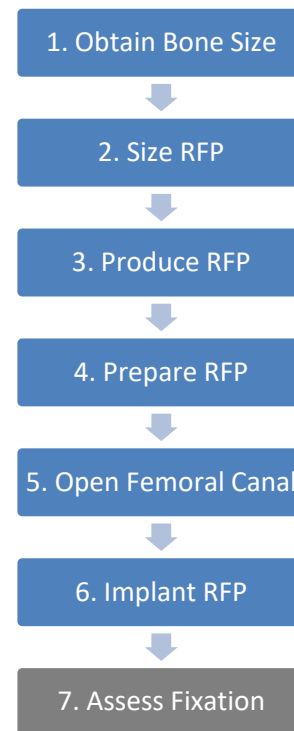 1. Obtain Bone Size
2. Size RFP
3. Produce RFP
4. Prepare RFP
5. Open Femoral Canal
6. Implant RFP
7. Assess Fixation